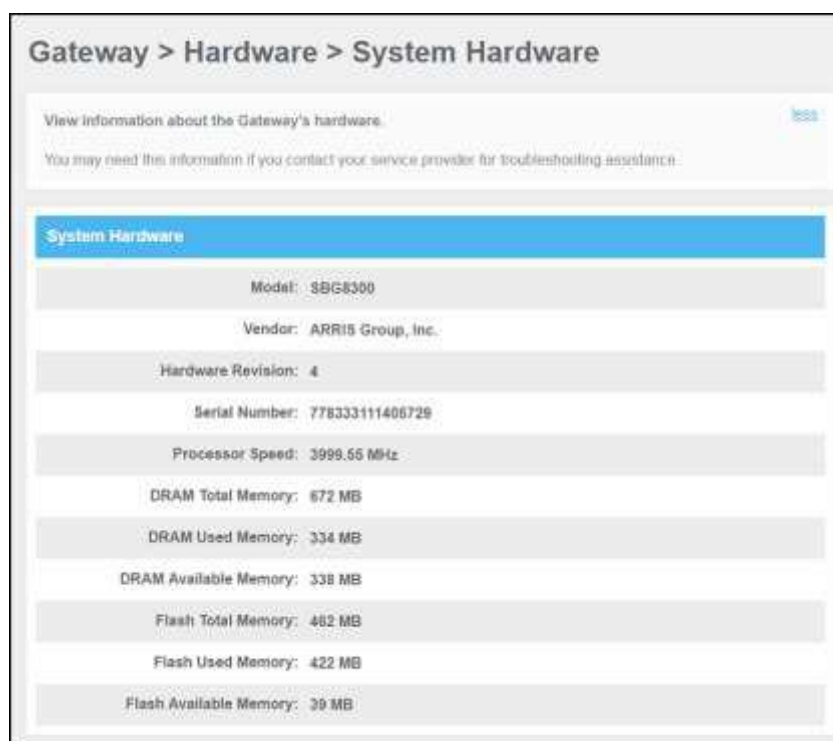 Gateway > Hardware > System Hardware
View information about the Gateway's hardware.
less
You may need this information if you contact your service provider for troubleshooting assistance.
System Hardware
Model: SBG8300
Vendor: ARRIS Group, Inc.
Hardware Revision: 4
Serial Number: 778333111406729
Processor Speed: 3999.55 MHz
DRAM Total Memory: 672 MB
DRAM Used Memory: 334 MB
DRAM Available Memory: 338 MB
Flash Total Memory: 462 MB
Flash Used Memory: 422 MB
Flash Available Memory: 39 MB